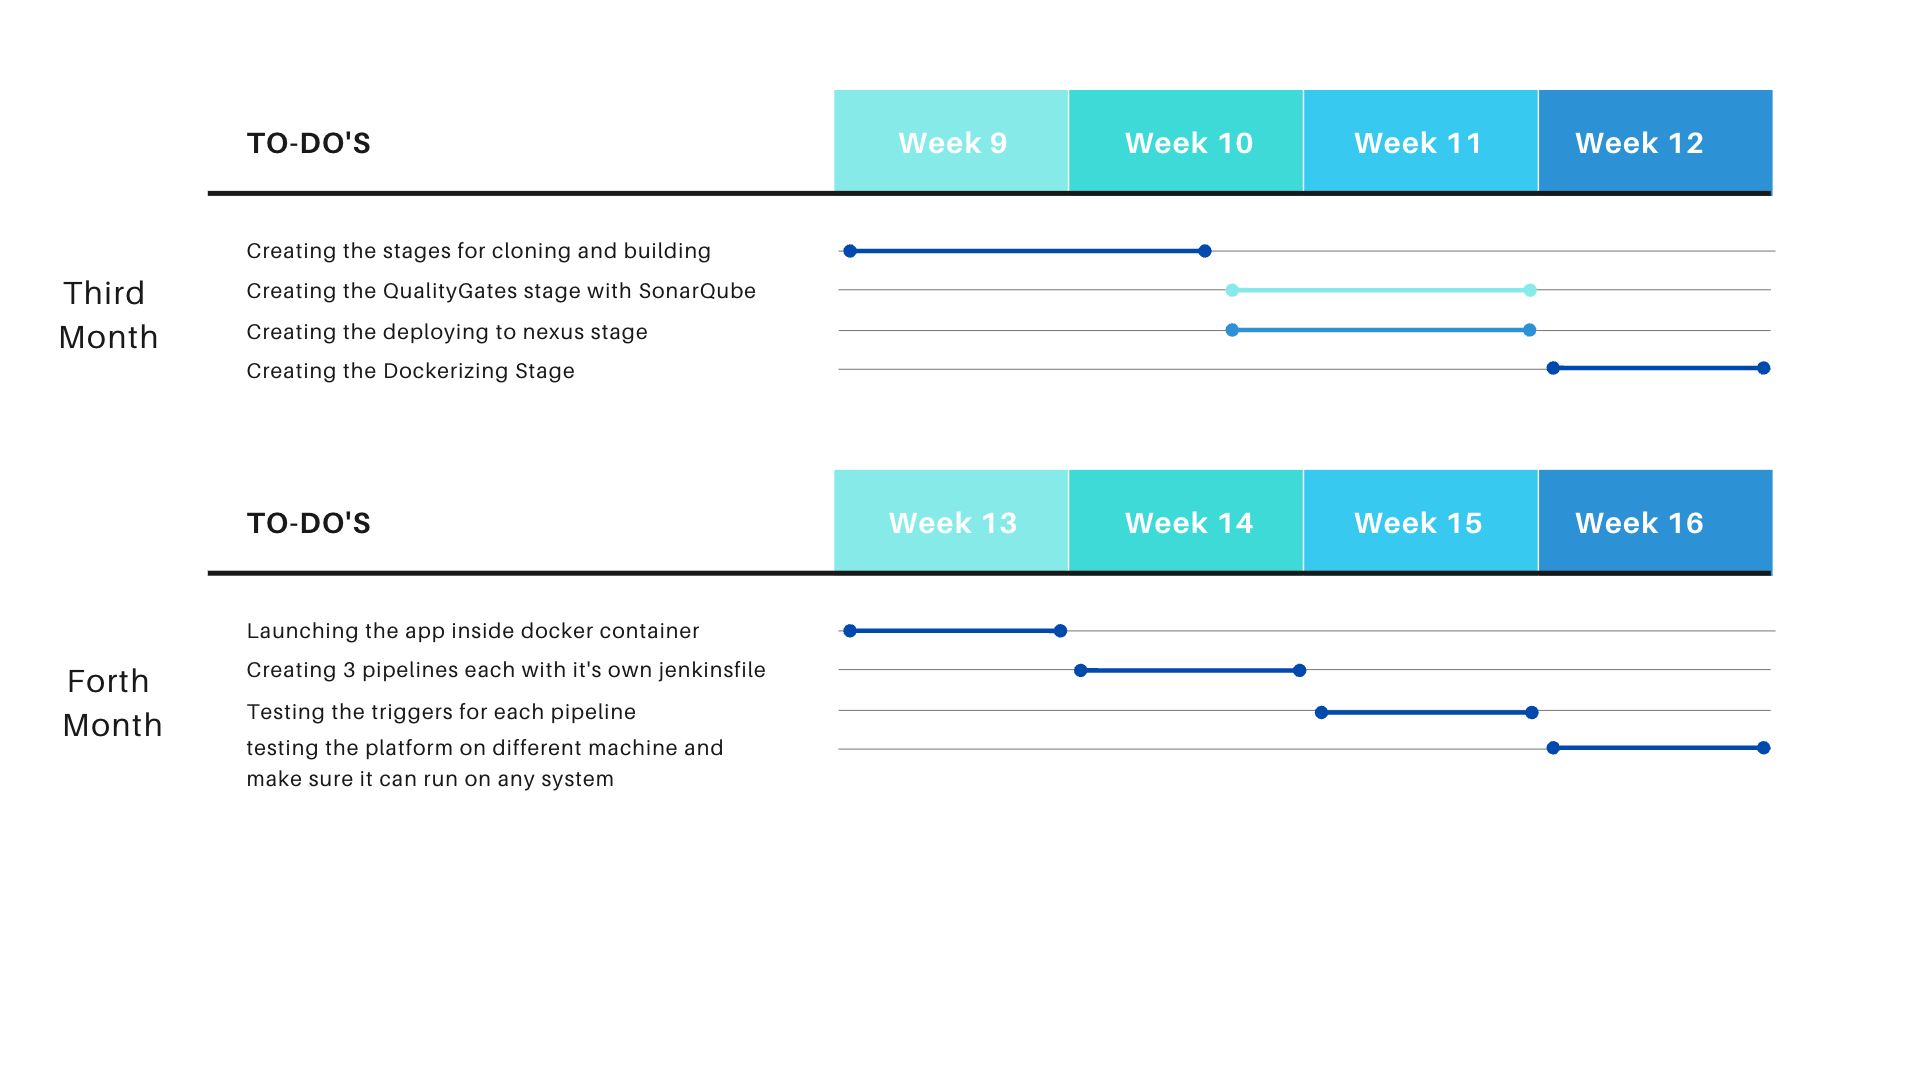 TO-DO'S Week 9 Week 10 Week 11 Week 12
Third
Month
Creating the stages for cloning and building
Creating the QualityGates stage with SonarQube
Creating the deploying to nexus stage
Creating the Dockerizing Stage
TO-DO'S Week 13 Week 14 Week 15 Week 16
Forth
Month
Launching the app inside docker container
Creating 3 pipelines each with it's own jenkinsfile
Testing the triggers for each pipeline
testing the platform on different machine and
make sure it can run on any system